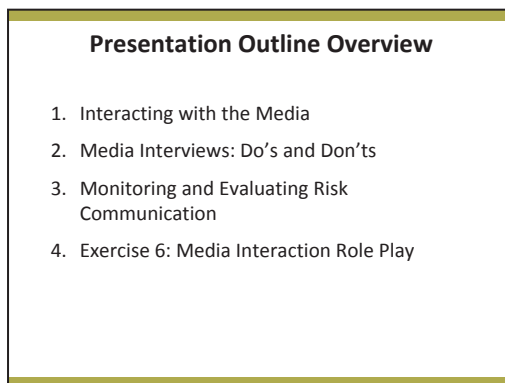 Presentation Outline Overview
1. Interacting with the Media
2. Media Interviews: Do’s and Don’ts
3. Monitoring and Evaluating Risk
Communication
4. Exercise 6: Media Interaction Role Play